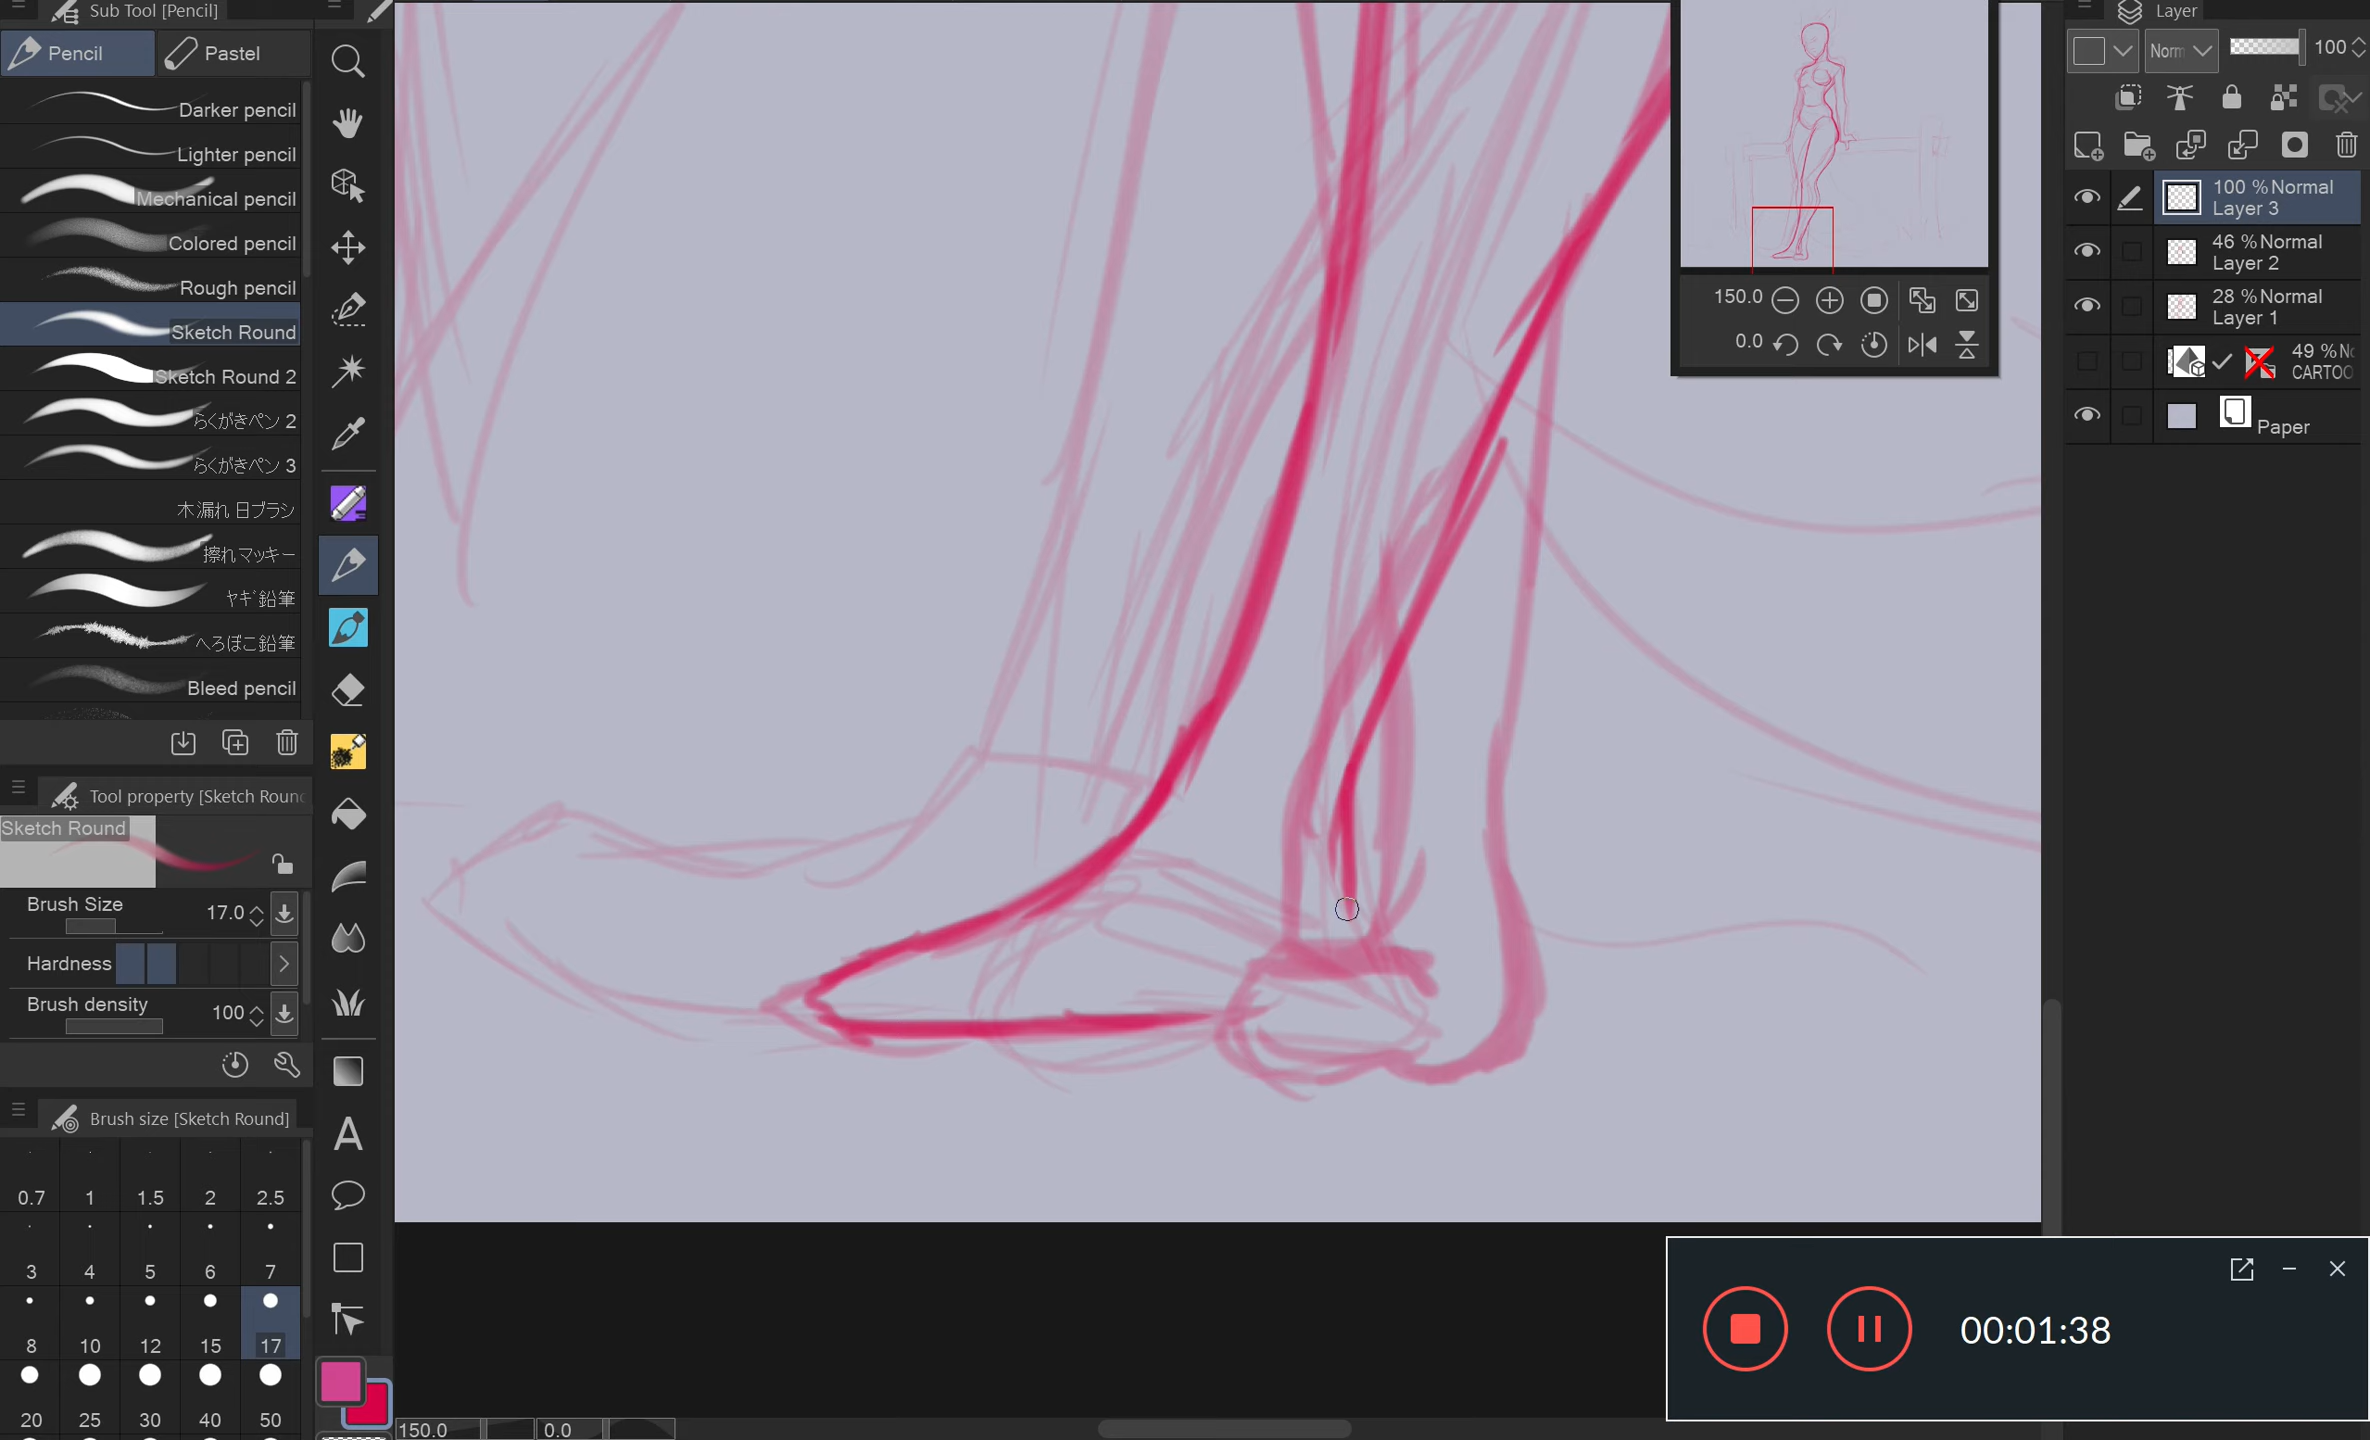 Sub Tool [Pencil]
Pencil
Pastel
Darker pencil
Lighter pencil
Mechanical pencil
Colored pencil
Rough pencil
Sketch Round
Sketch Round 2
らくがきペン 2
らくがきペン 3
木漏れ日ブラシ
擦れマッキー
ヤギ鉛筆
へろぼこ鉛筆
Bleed pencil
Tool property [Sketch Roun
Sketch Round
Brush Size 17.0
Hardness
Brush density 100
Brush size [Sketch Round]
0.7 1 1.5 2 2.5
3 4 5 6 7
8 10 12 15 17
20 25 30 40 50
A
150.0 0.0
150.0
0.0
Layer
Norm 100
100 % Normal
Layer 3
46 % Normal
Layer 2
28 % Normal
Layer 1
49 % No
CARTOO
Paper
00:01:38